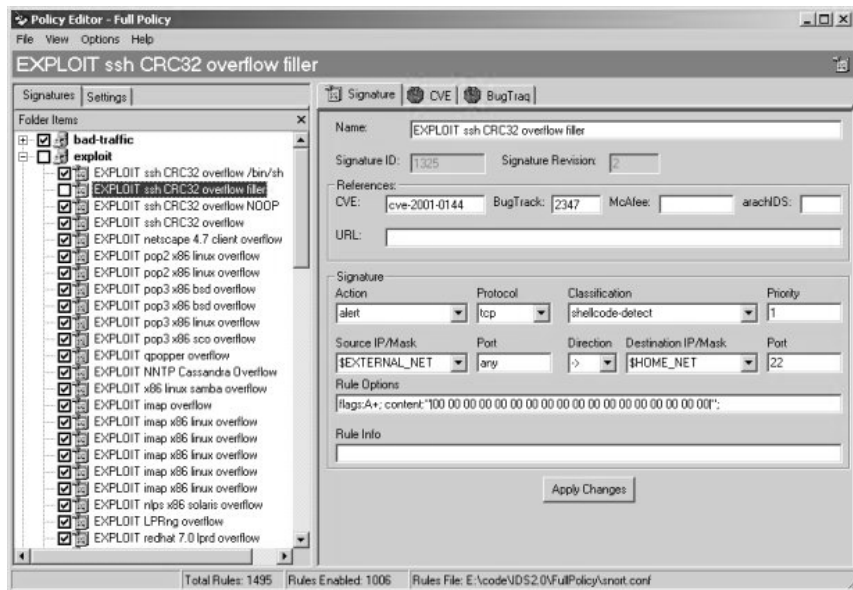 Policy Editor - Full Policy
File View Options Help
EXPLOIT ssh CRC32 overflow filler
Signatures Settings
Folder Items
bad-traffic
exploit
EXPLOIT ssh CRC32 overflow /bin/sh
EXPLOIT ssh CRC32 overflow filler
EXPLOIT ssh CRC32 overflow NOOP
EXPLOIT ssh CRC32 overflow
EXPLOIT netscape 4.7 client overflow
EXPLOIT pop2 x86 linux overflow
EXPLOIT pop2 x86 linux overflow
EXPLOIT pop3 x86 bsd overflow
EXPLOIT pop3 x86 bsd overflow
EXPLOIT pop3 x86 linux overflow
EXPLOIT pop3 x86 sco overflow
EXPLOIT qpopper overflow
EXPLOIT NNTP Cassandra Overflow
EXPLOIT x86 linux samba overflow
EXPLOIT imap overflow
EXPLOIT imap x86 linux overflow
EXPLOIT imap x86 linux overflow
EXPLOIT imap x86 linux overflow
EXPLOIT imap x86 linux overflow
EXPLOIT imap x86 linux overflow
EXPLOIT nlps x86 solaris overflow
EXPLOIT LPRng overflow
EXPLOIT redhat 7.0 lprd overflow
Signature CVE BugTraq
Name: EXPLOIT ssh CRC32 overflow filler
Signature ID: 1325 Signature Revision: 2
References:
CVE: cve-2001-0144 BugTrack: 2347 McAfee: arachIDS:
URL:
Signature
Action Protocol Classification Priority
alert tcp shellcode-detect 1
Source IP/Mask Port Direction Destination IP/Mask Port
$EXTERNAL_NET any -> $HOME_NET 22
Rule Options
flags:A+; content:"|00 00 00 00 00 00 00 00 00 00 00 00 00 00 00 00 00 00|";
Rule Info
Apply Changes
Total Rules: 1495 Rules Enabled: 1006 Rules File: E:\code\IDS2.0\FullPolicy\snort.conf